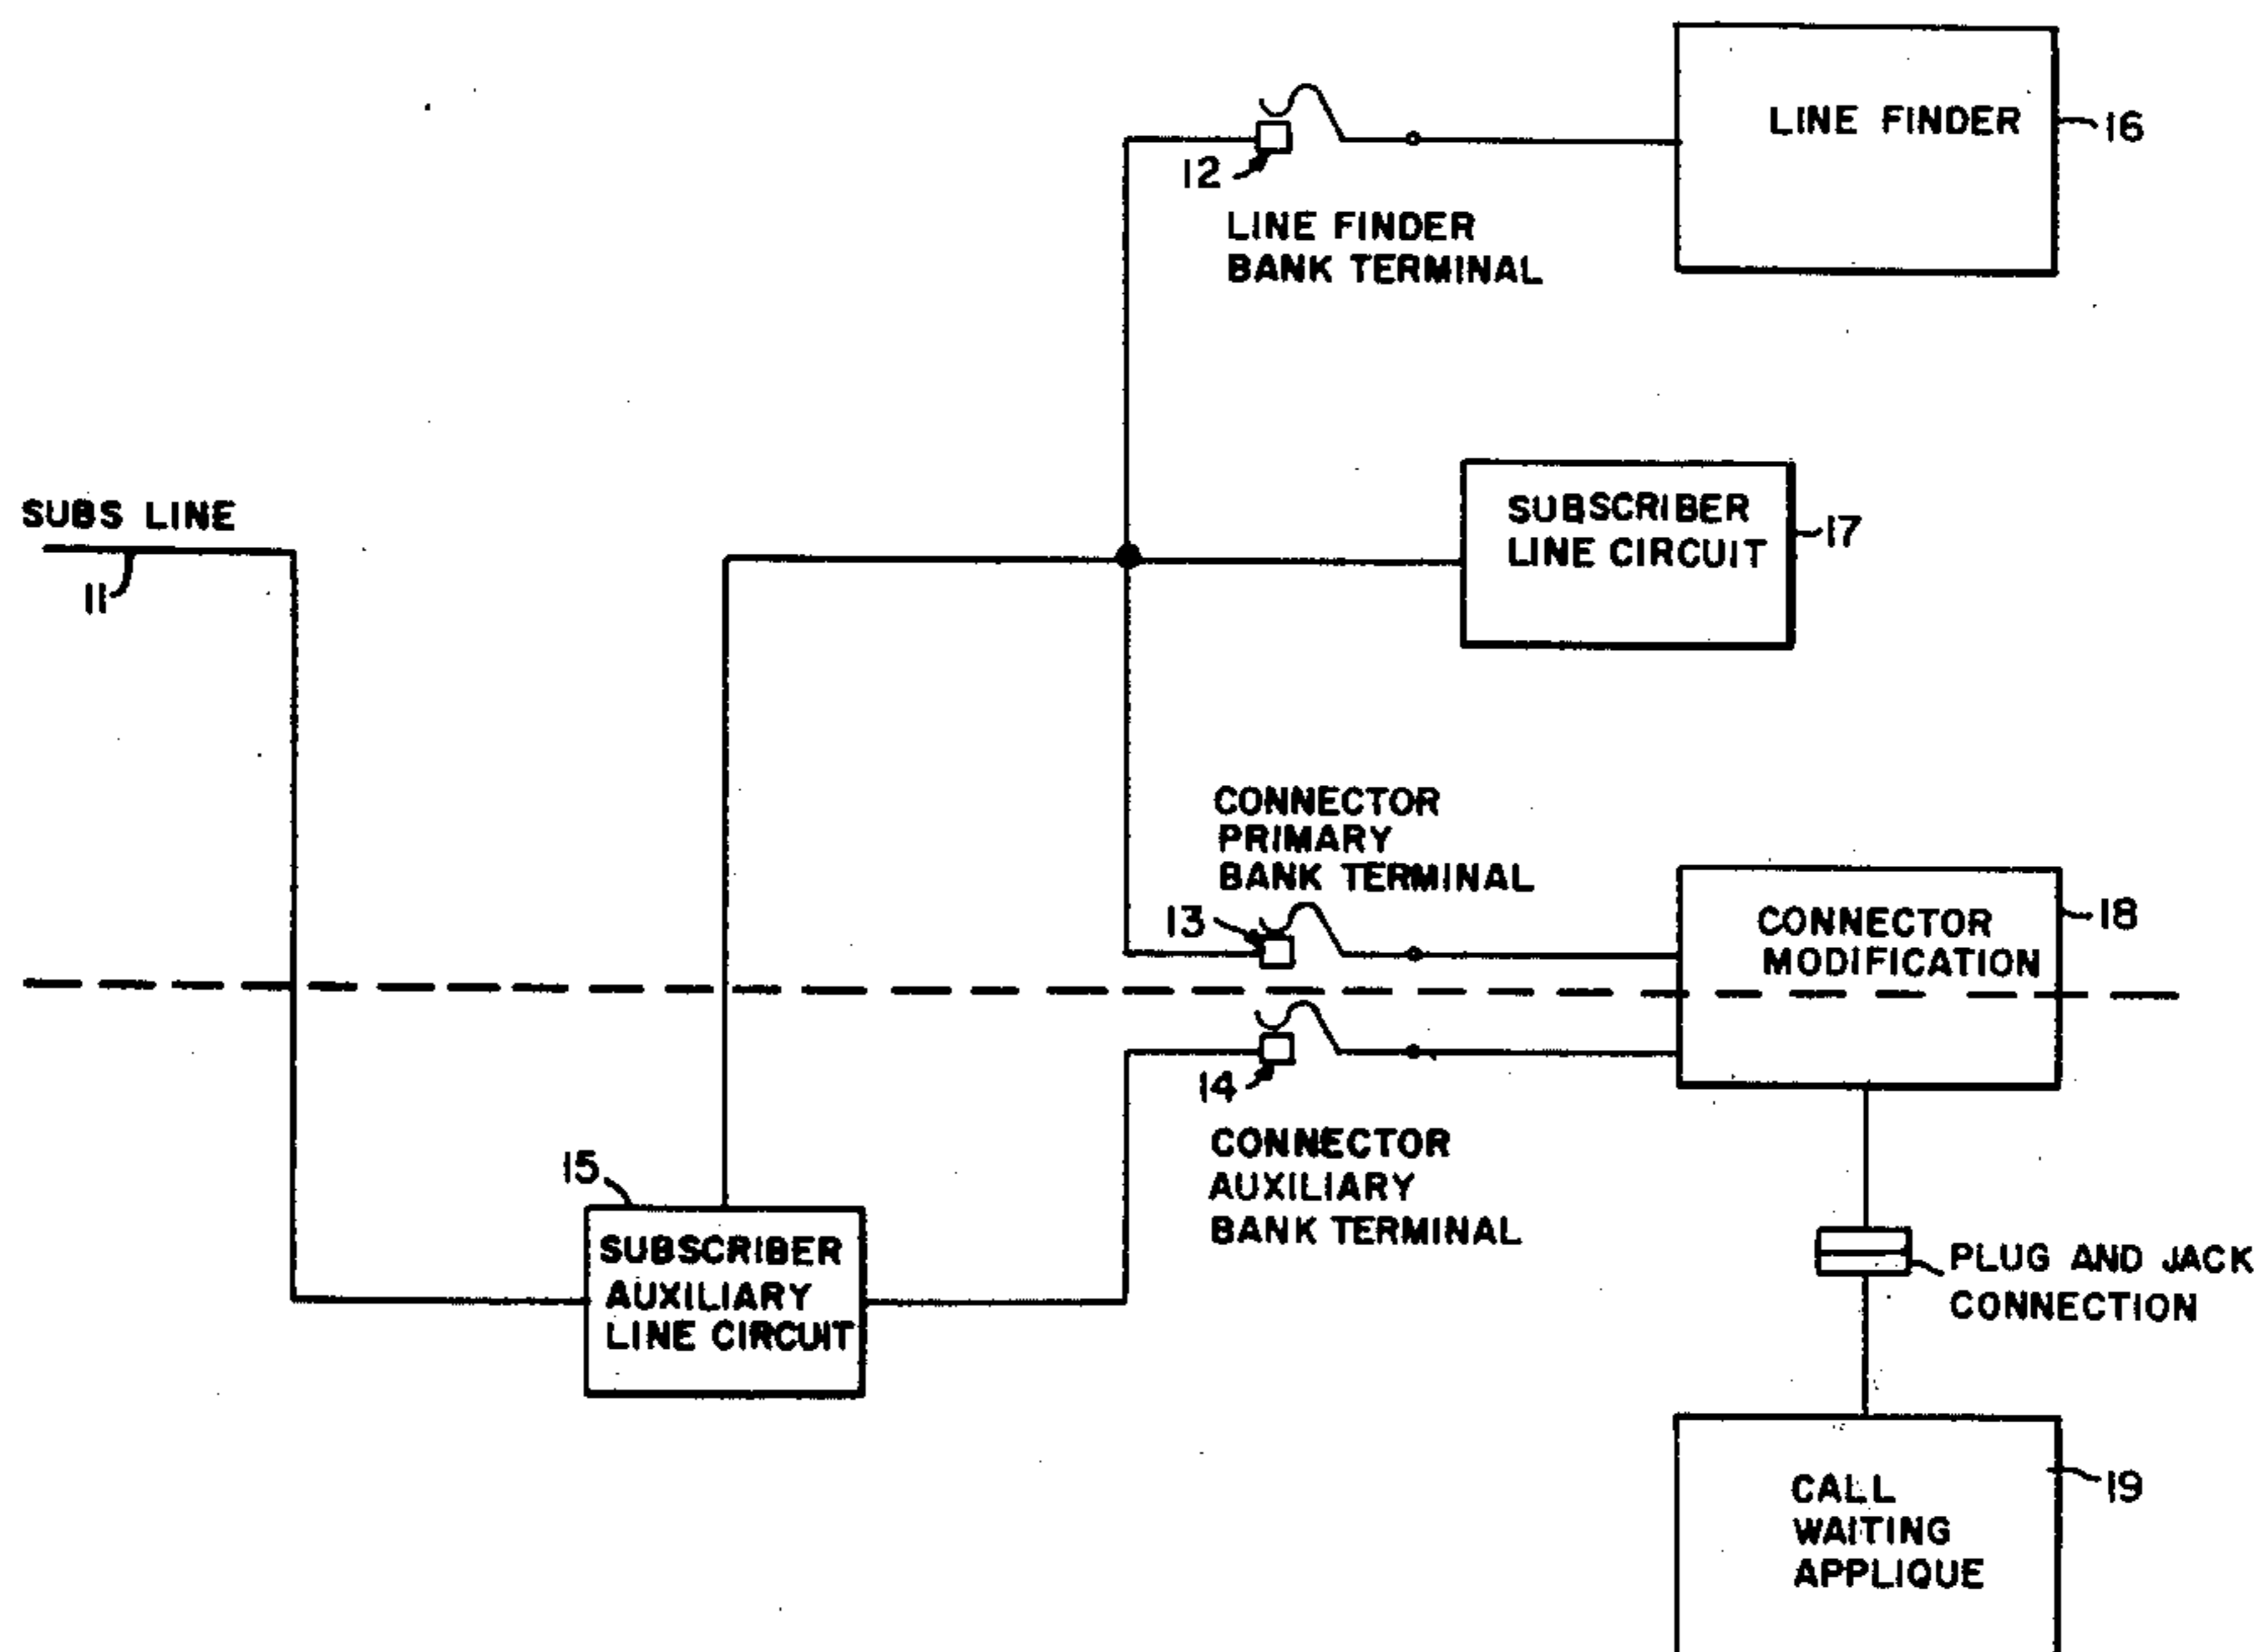 LINE FINDER
16
12
LINE FINDER
BANK TERMINAL
SUBS LINE
11
SUBSCRIBER
LINE CIRCUIT
17
CONNECTOR
PRIMARY
BANK TERMINAL
13
CONNECTOR
MODIFICATION
18
14
CONNECTOR
AUXILIARY
BANK TERMINAL
15
SUBSCRIBER
AUXILIARY
LINE CIRCUIT
PLUG AND JACK
CONNECTION
CALL
WAITING
APPLIQUE
19